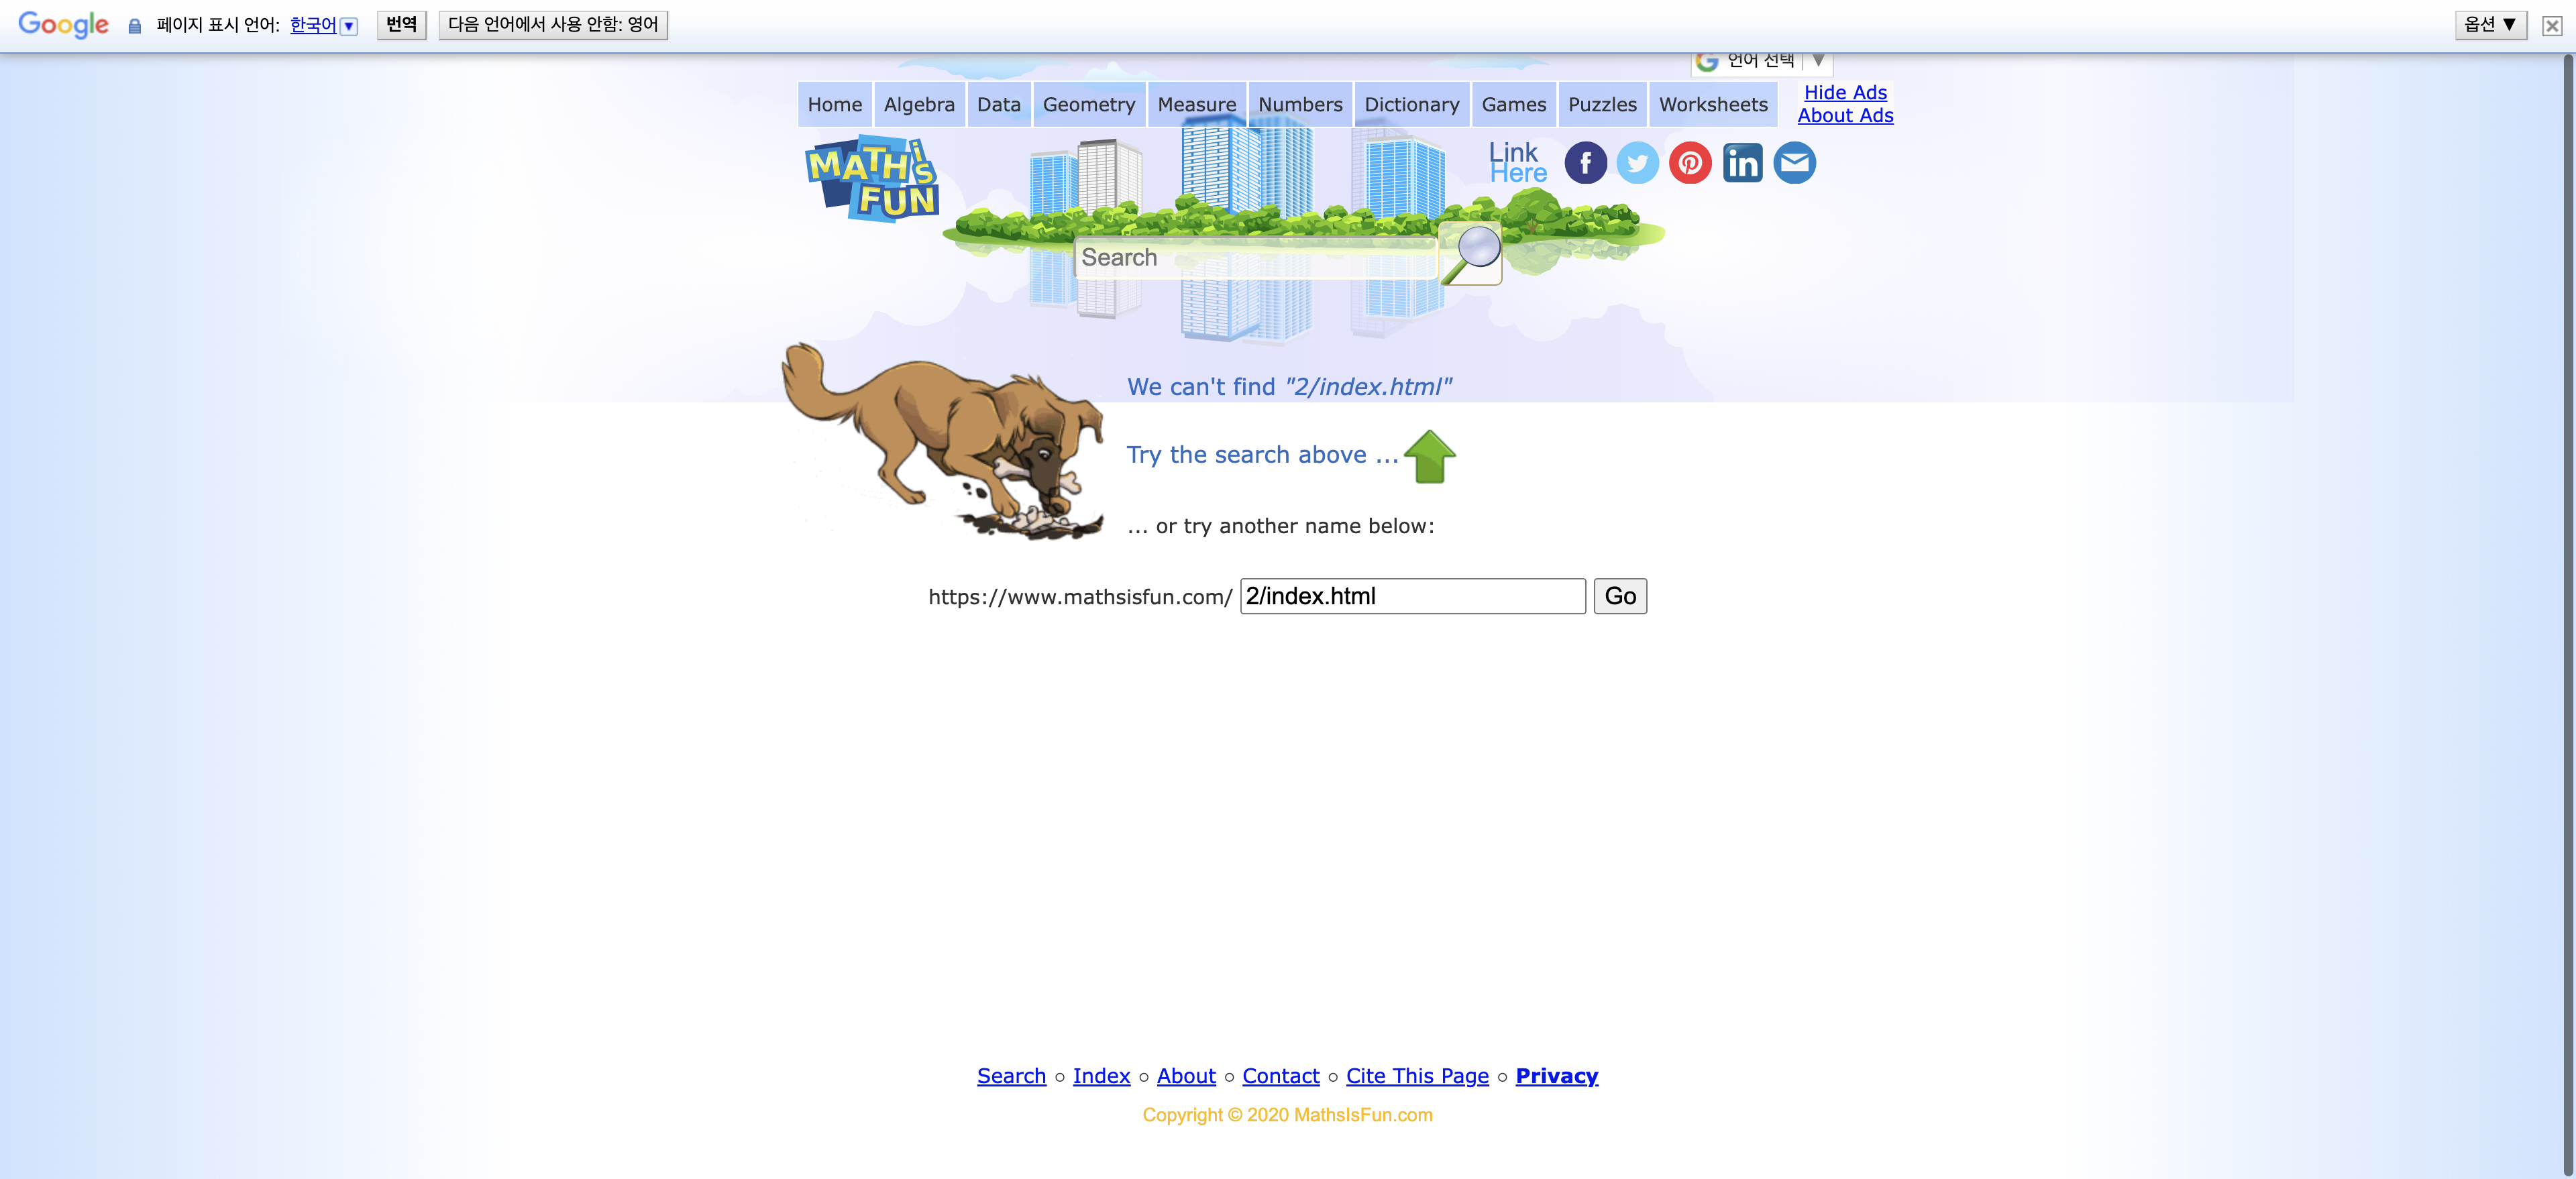 Google 페이지 표시 언어: 한국어 ▼ 번역 다음 언어에서 사용 안함: 영어 옵션 ▼
G 언어 선택 ▼
Home Algebra Data Geometry Measure Numbers Dictionary Games Puzzles Worksheets Hide Ads
About Ads
MATH is FUN
Link Here
Search
We can't find "2/index.html"
Try the search above ...
... or try another name below:
https://www.mathsisfun.com/ 2/index.html Go
Search ○ Index ○ About ○ Contact ○ Cite This Page ○ Privacy
Copyright © 2020 MathsIsFun.com